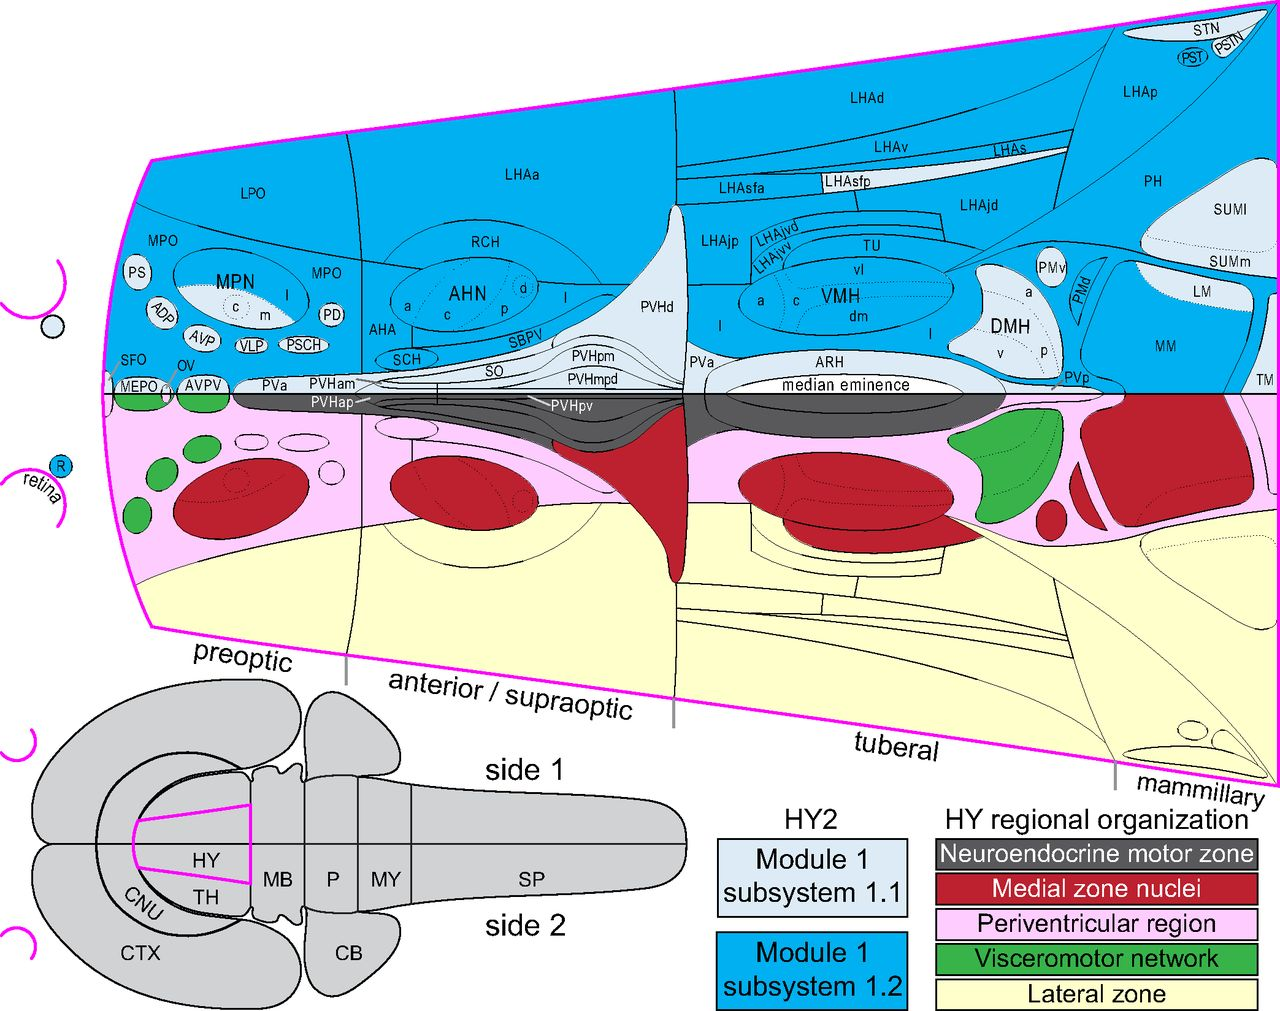 STN
PSTN
PST
LHAd
LHAp
LHAv
LHAs
LHAa
LHAsfa
LHAsfp
PH
LPO
LHAjd
SUMl
MPO
RCH
LHAjp
LHAjvd
LHAjvv
TU
SUMm
PS
MPN
MPO
l
c
m
AHN
a
c
p
d
l
PVHd
vl
a
c
VMH
dm
PMv
PMd
a
DMH
v
p
LM
ADP
PD
AHA
SBPV
l
l
AVP
VLP
PSCH
SCH
PVHpm
PVa
ARH
MM
SFO
OV
SO
PVHmpd
MEPO
AVPV
PVa
PVHam
median eminence
PVp
TM
PVHap
PVHpv
R
retina
preoptic
anterior / supraoptic
tuberal
mammillary
side 1
side 2
HY
TH
CNU
CTX
MB
P
MY
SP
CB
HY2
Module 1
subsystem 1.1
Module 1
subsystem 1.2
HY regional organization
Neuroendocrine motor zone
Medial zone nuclei
Periventricular region
Visceromotor network
Lateral zone